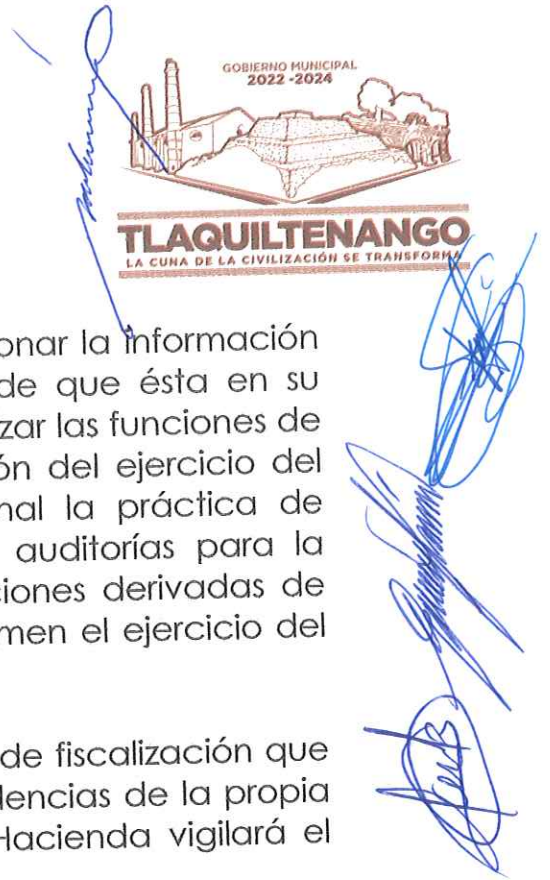 GOBIERNO MUNICIPAL
2022 -2024
TLAQUILTENANGO
LA CUNA DE LA CIVILIZACIÓN SE TRANSFORMA
onar la información
de que ésta en su
zar las funciones de
ón del ejercicio del
nal la práctica de
auditorías para la
ciones derivadas de
men el ejercicio del
de fiscalización que
dencias de la propia
Hacienda vigilará el